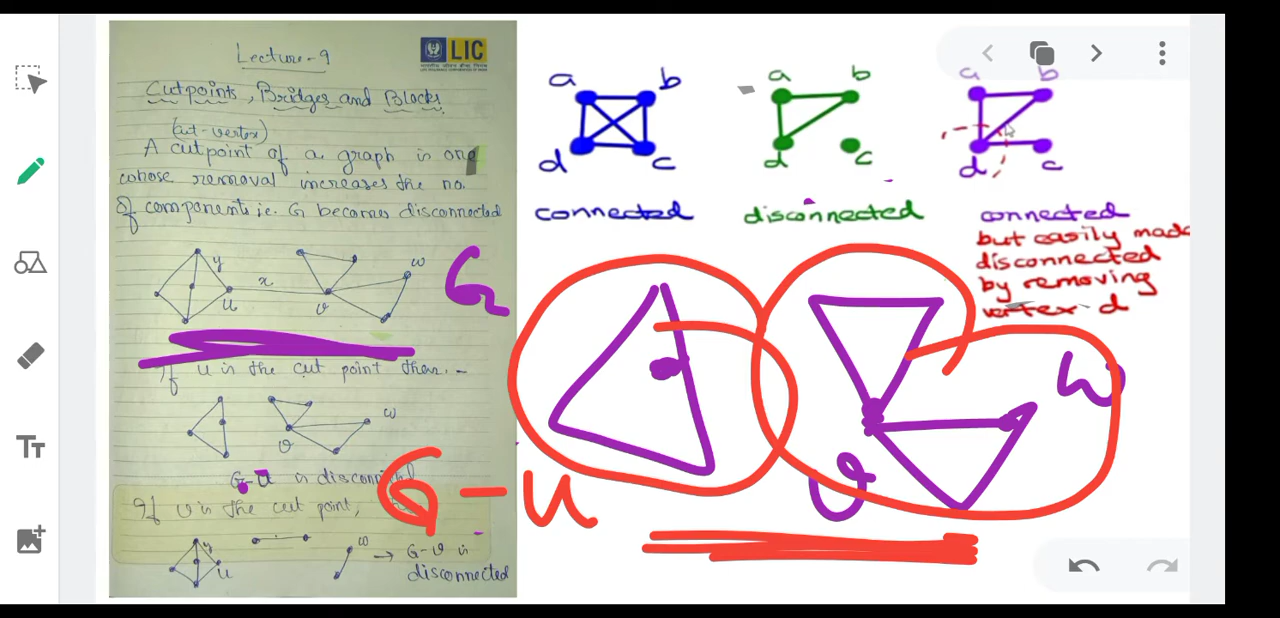 Lecture-9
LIC
Cutpoints, Bridges and Blocks
(cut-vertex)
A cutpoint of a graph is one
whose removal increases the no.
of components i.e. G becomes disconnected
y
u
x
v
w
G
If u is the cut point then:-
v
w
G-u is disconnected
If v is the cut point,
y
u
w
→ G-v is
disconnected
a b
d c
connected
a b
d c
disconnected
a b
d c
connected
but easily made
disconnected
by removing
vertex d
w
v
G-u
TT